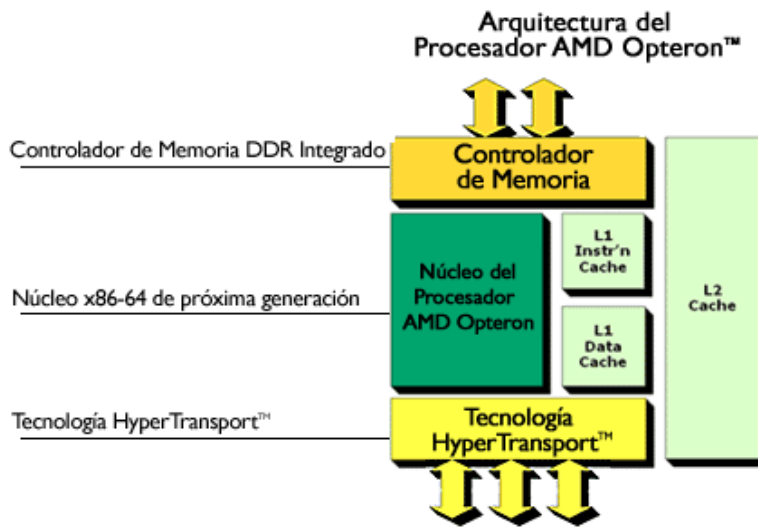 Arquitectura del
Procesador AMD Opteron™
Controlador de Memoria DDR Integrado
Controlador
de Memoria
L1
Instr'n
Cache
Núcleo del
Procesador
AMD Opteron
L2
Cache
Núcleo x86-64 de próxima generación
L1
Data
Cache
Tecnología HyperTransport™
Tecnología
HyperTransport™